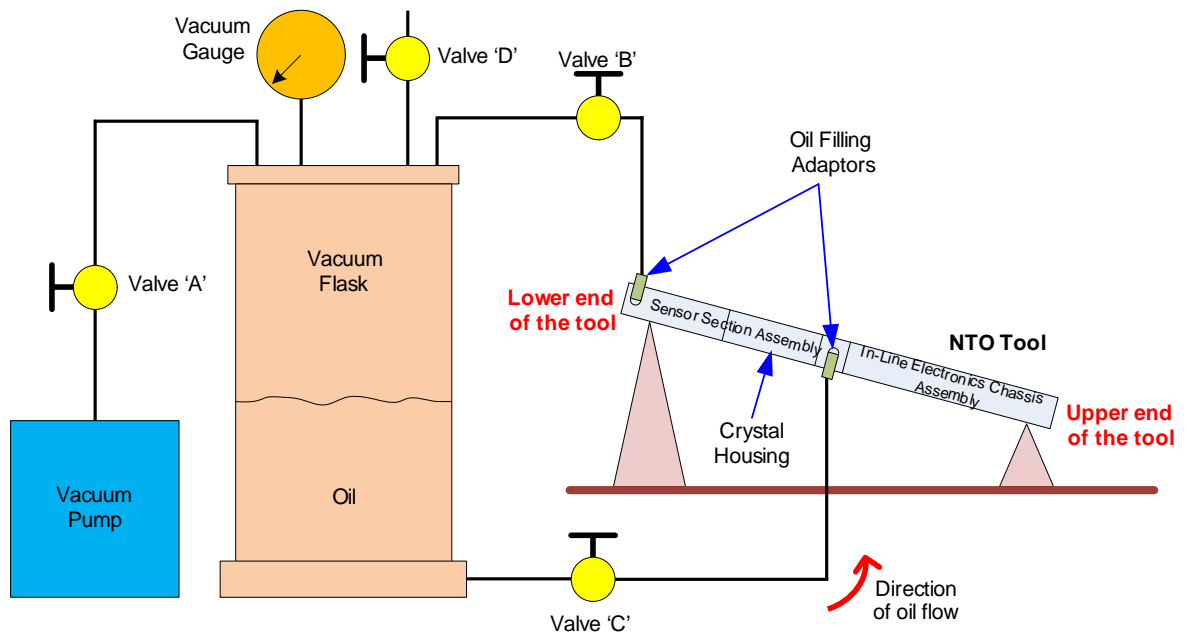 Vacuum
Gauge
Valve ‘D’
Valve ‘B’
Oil Filling
Adaptors
Valve ‘A’
Vacuum
Flask
Lower end
of the tool
Sensor Section Assembly
NTO Tool
In-Line Electronics Chassis
Assembly
Upper end
of the tool
Crystal
Housing
Vacuum
Pump
Oil
Direction
of oil flow
Valve ‘C’